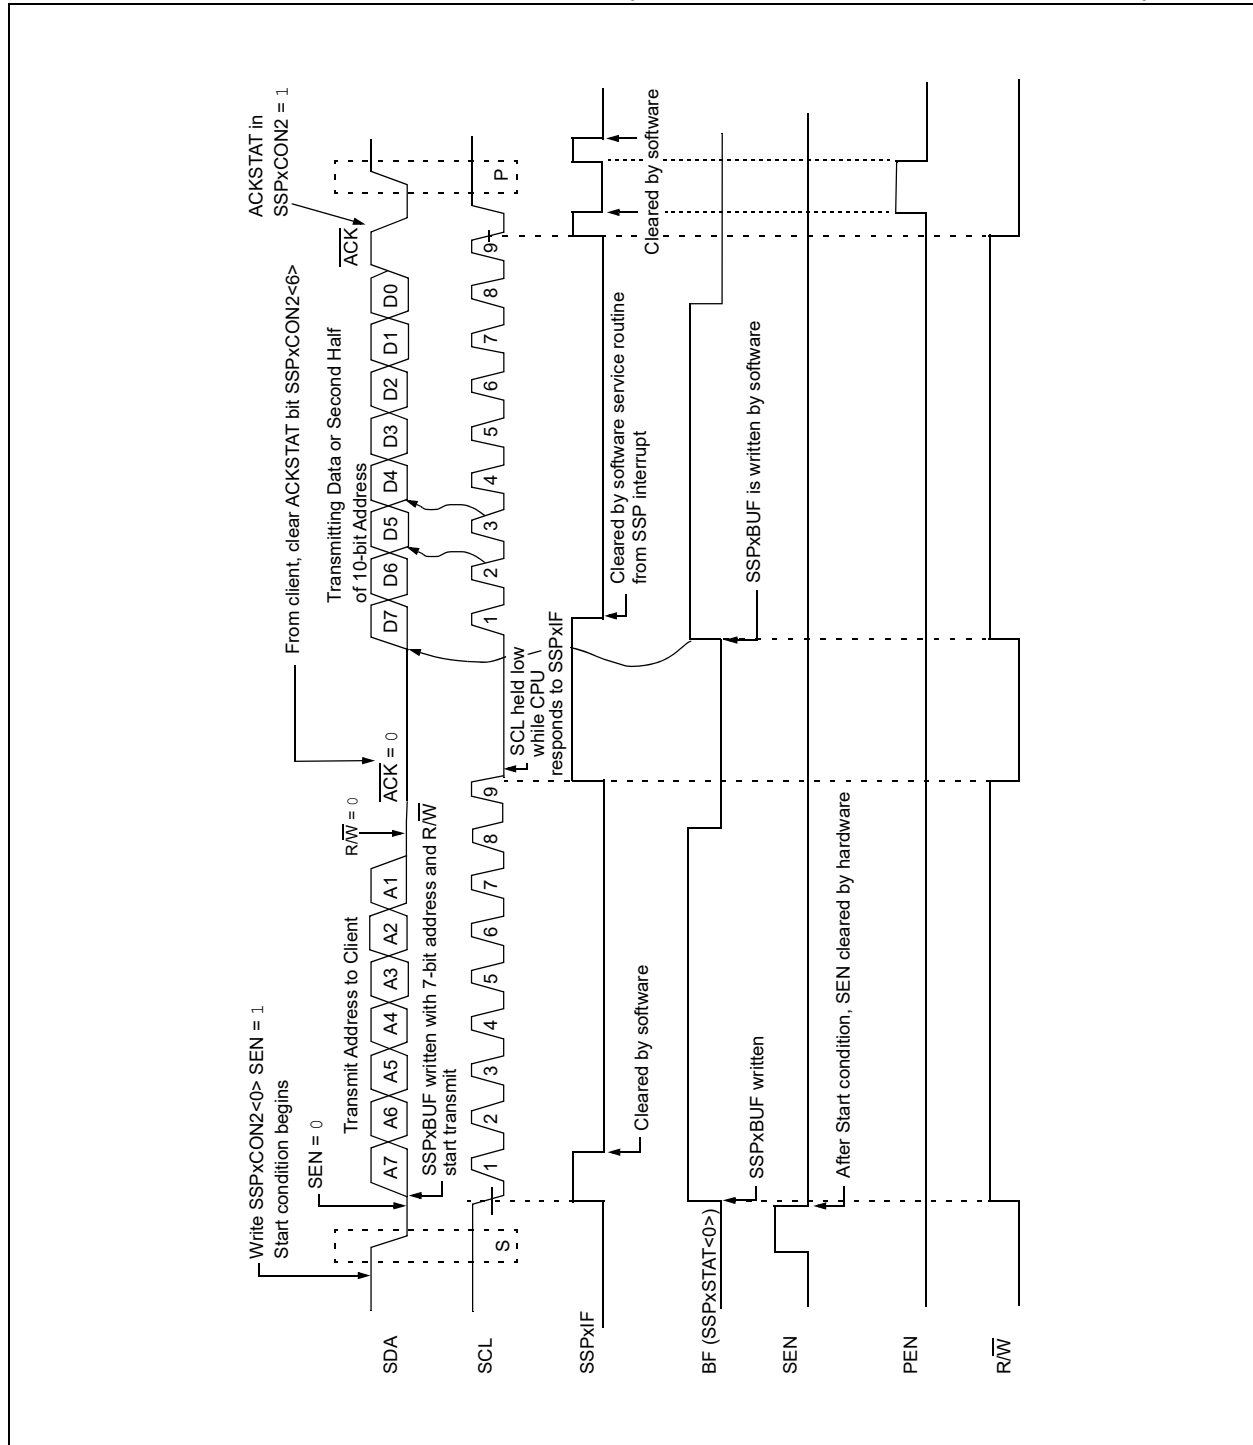 Write SSPxCON2<0> SEN = 1
Start condition begins
SEN = 0
Transmit Address to Client
From client, clear ACKSTAT bit SSPxCON2<6>
Transmitting Data or Second Half
of 10-bit Address
ACKSTAT in
SSPxCON2 = 1
R/W = 0
ACK = 0
ACK
SDA
A7 A6 A5 A4 A3 A2 A1
D7 D6 D5 D4 D3 D2 D1 D0
SSPxBUF written with 7-bit address and R/W
start transmit
SCL
S
1 2 3 4 5 6 7 8 9
1 2 3 4 5 6 7 8 9
P
SCL held low
while CPU
responds to SSPxIF
SSPxIF
Cleared by software
Cleared by software service routine
from SSP interrupt
Cleared by software
Cleared by software
BF (SSPxSTAT<0>)
SSPxBUF written
SSPxBUF is written by software
SEN
After Start condition, SEN cleared by hardware
PEN
R/W